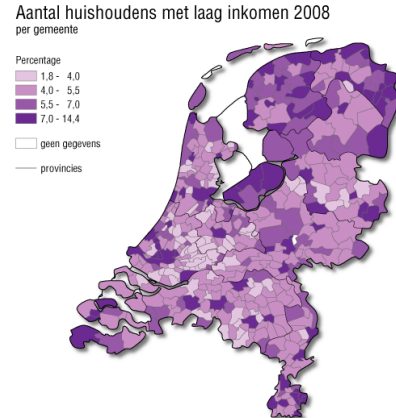 Aantal huishoudens met laag inkomen 2008
per gemeente
Percentage
1,8 - 4,0
4,0 - 5,5
5,5 - 7,0
7,0 - 14,4
geen gegevens
provincies